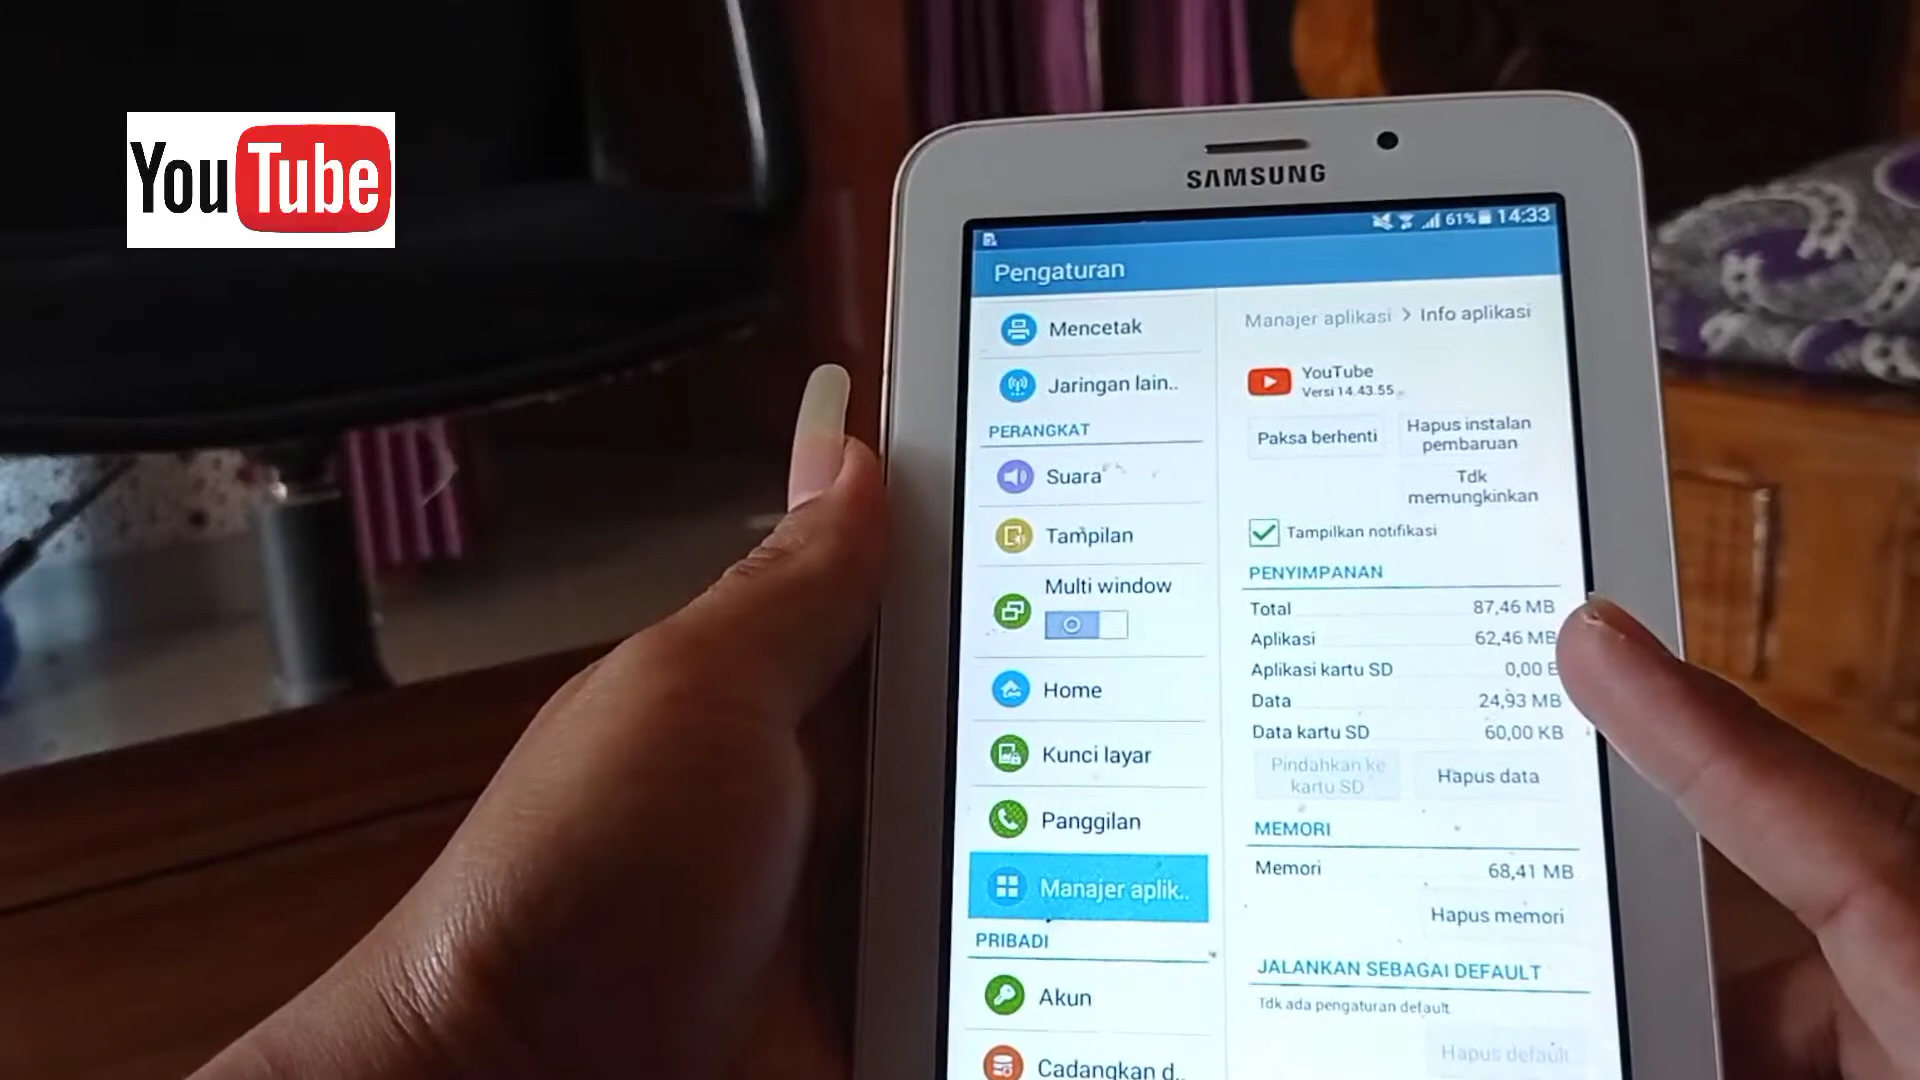 YouTube
SAMSUNG
61% 14:33
Pengaturan
Mencetak
Jaringan lain..
PERANGKAT
Suara
Tampilan
Multi window
Home
Kunci layar
Panggilan
Manajer aplik..
PRIBADI
Akun
Cadangkan d..
Manajer aplikasi > Info aplikasi
YouTube
Versi 14.43.55
Paksa berhenti
Hapus instalan
pembaruan
Tdk
memungkinkan
Tampilkan notifikasi
PENYIMPANAN
Total 87,46 MB
Aplikasi 62,46 MB
Aplikasi kartu SD 0,00 B
Data 24,93 MB
Data kartu SD 60,00 KB
Pindahkan ke
kartu SD
Hapus data
MEMORI
Memori 68,41 MB
Hapus memori
JALANKAN SEBAGAI DEFAULT
Tdk ada pengaturan default.
Hapus default